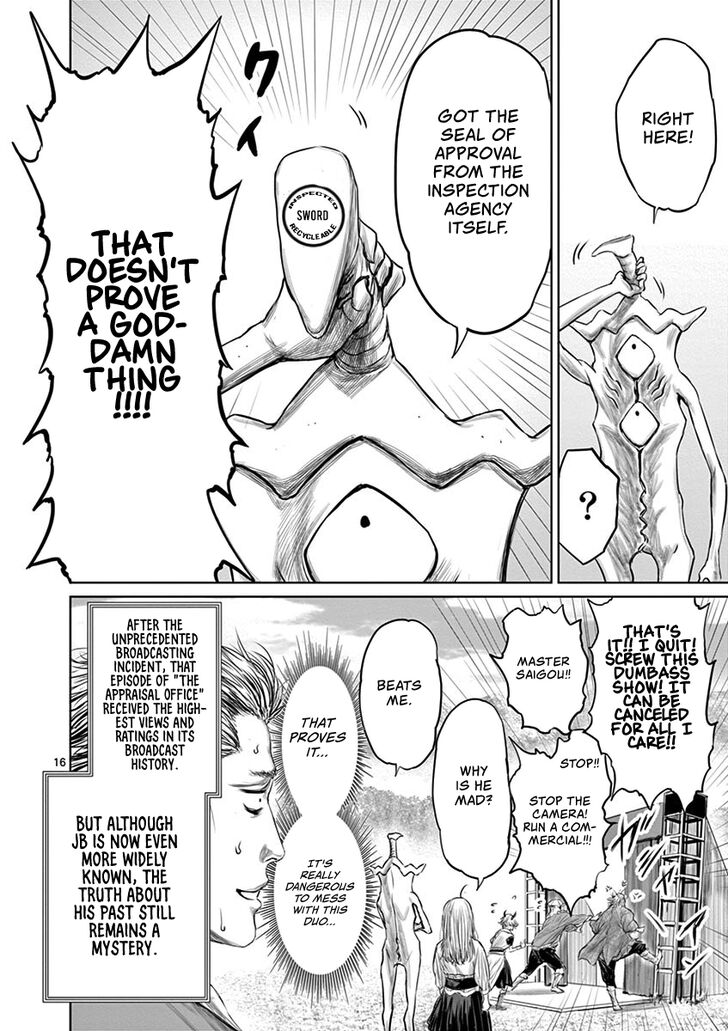 RIGHT
HERE!
?
GOT THE
SEAL OF
APPROVAL
FROM THE
INSPECTION
AGENCY
ITSELF.
クイ
INSPECTED
SWORD
RECYCLEABLE
THAT
DOESN'T
PROVE
A GOD-
DAMN
THING
!!!!
THAT'S
IT!! I QUIT!
SCREW THIS
DUMBASS
SHOW! IT
CAN BE
CANCELED
FOR ALL I
CARE!!
MASTER
SAIGOU!!
STOP!!
STOP THE
CAMERA!
RUN A COM-
MERCIAL!!!
BEATS
ME.
WHY
IS HE
MAD?
THAT
PROVES
IT...
IT'S
REALLY
DANGEROUS
TO MESS
WITH THIS
DUO...
AFTER THE
UNPRECEDENTED
BROADCASTING
INCIDENT, THAT
EPISODE OF "THE
APPRAISAL OFFICE"
RECEIVED THE HIGH-
EST VIEWS AND
RATINGS IN ITS
BROADCAST
HISTORY.
BUT ALTHOUGH
JB IS NOW EVEN
MORE WIDELY
KNOWN, THE
TRUTH ABOUT
HIS PAST STILL
REMAINS A
MYSTERY.
16